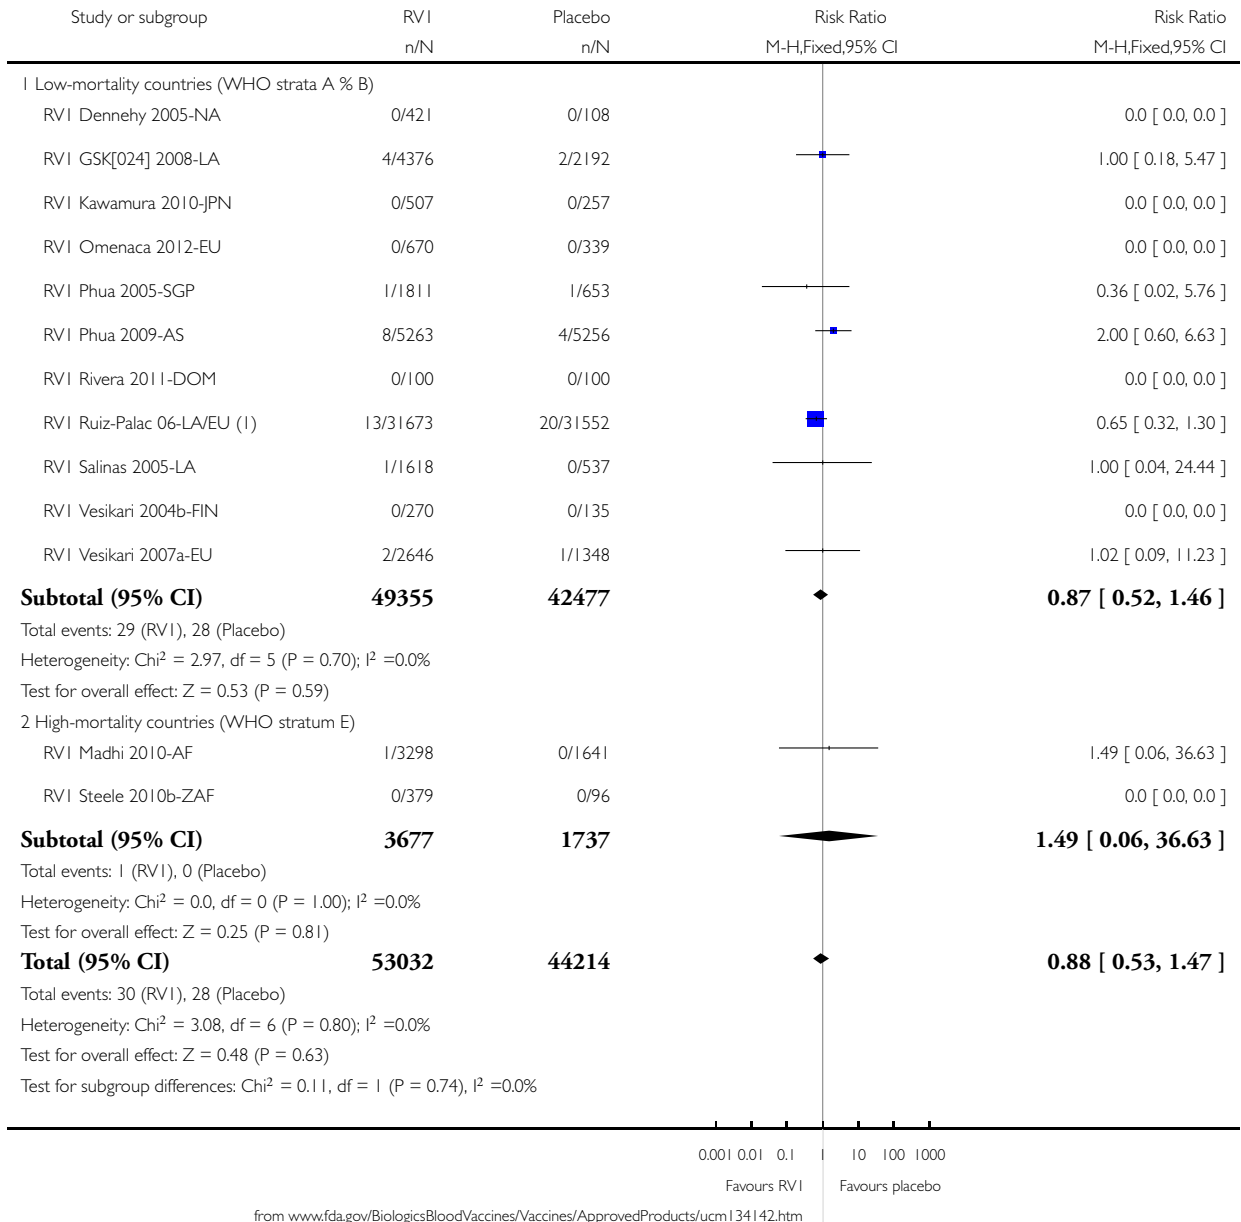 Study or subgroup RV1 Placebo Risk Ratio Risk Ratio
n/N n/N M-H,Fixed,95% CI M-H,Fixed,95% CI
1 Low-mortality countries (WHO strata A % B)
RV1 Dennehy 2005-NA 0/421 0/108 0.0 [ 0.0, 0.0 ]
RV1 GSK[024] 2008-LA 4/4376 2/2192 1.00 [ 0.18, 5.47 ]
RV1 Kawamura 2010-JPN 0/507 0/257 0.0 [ 0.0, 0.0 ]
RV1 Omenaca 2012-EU 0/670 0/339 0.0 [ 0.0, 0.0 ]
RV1 Phua 2005-SGP 1/1811 1/653 0.36 [ 0.02, 5.76 ]
RV1 Phua 2009-AS 8/5263 4/5256 2.00 [ 0.60, 6.63 ]
RV1 Rivera 2011-DOM 0/100 0/100 0.0 [ 0.0, 0.0 ]
RV1 Ruiz-Palac 06-LA/EU (1) 13/31673 20/31552 0.65 [ 0.32, 1.30 ]
RV1 Salinas 2005-LA 1/1618 0/537 1.00 [ 0.04, 24.44 ]
RV1 Vesikari 2004b-FIN 0/270 0/135 0.0 [ 0.0, 0.0 ]
RV1 Vesikari 2007a-EU 2/2646 1/1348 1.02 [ 0.09, 11.23 ]
Subtotal (95% CI) 49355 42477 0.87 [ 0.52, 1.46 ]
Total events: 29 (RV1), 28 (Placebo)
Heterogeneity: Chi² = 2.97, df = 5 (P = 0.70); I² =0.0%
Test for overall effect: Z = 0.53 (P = 0.59)
2 High-mortality countries (WHO stratum E)
RV1 Madhi 2010-AF 1/3298 0/1641 1.49 [ 0.06, 36.63 ]
RV1 Steele 2010b-ZAF 0/379 0/96 0.0 [ 0.0, 0.0 ]
Subtotal (95% CI) 3677 1737 1.49 [ 0.06, 36.63 ]
Total events: 1 (RV1), 0 (Placebo)
Heterogeneity: Chi² = 0.0, df = 0 (P = 1.00); I² =0.0%
Test for overall effect: Z = 0.25 (P = 0.81)
Total (95% CI) 53032 44214 0.88 [ 0.53, 1.47 ]
Total events: 30 (RV1), 28 (Placebo)
Heterogeneity: Chi² = 3.08, df = 6 (P = 0.80); I² =0.0%
Test for overall effect: Z = 0.48 (P = 0.63)
Test for subgroup differences: Chi² = 0.11, df = 1 (P = 0.74), I² =0.0%
0.001 0.01 0.1 1 10 100 1000
Favours RV1 Favours placebo
from www.fda.gov/BiologicsBloodVaccines/Vaccines/ApprovedProducts/ucm134142.htm